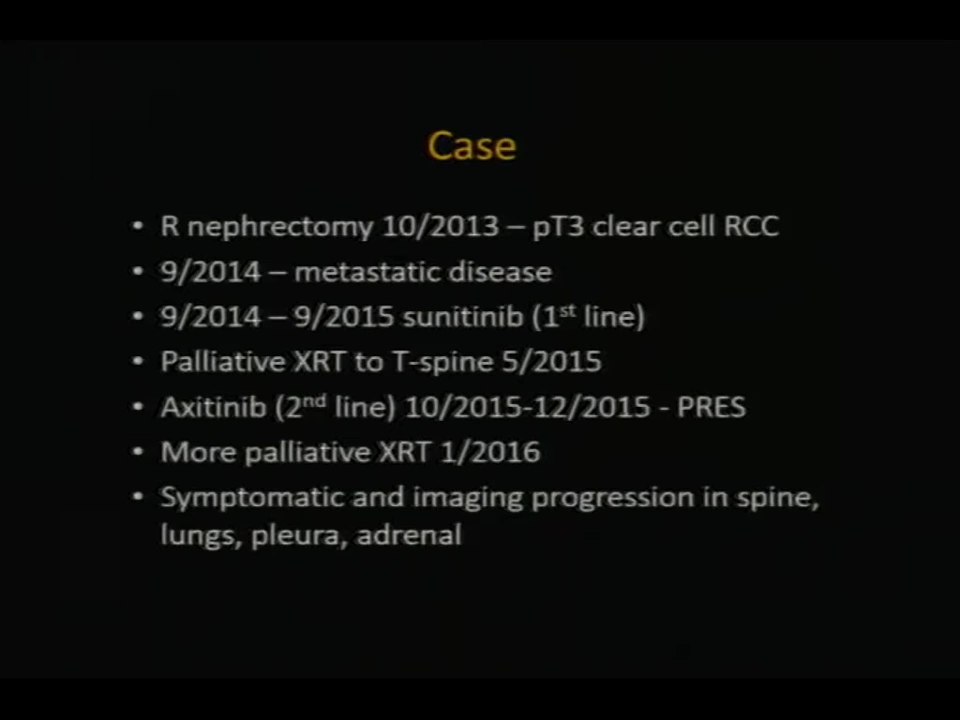 Case
• R nephrectomy 10/2013 – pT3 clear cell RCC
• 9/2014 – metastatic disease
• 9/2014 – 9/2015 sunitinib (1st line)
• Palliative XRT to T-spine 5/2015
• Axitinib (2nd line) 10/2015-12/2015 - PRES
• More palliative XRT 1/2016
• Symptomatic and imaging progression in spine,
lungs, pleura, adrenal